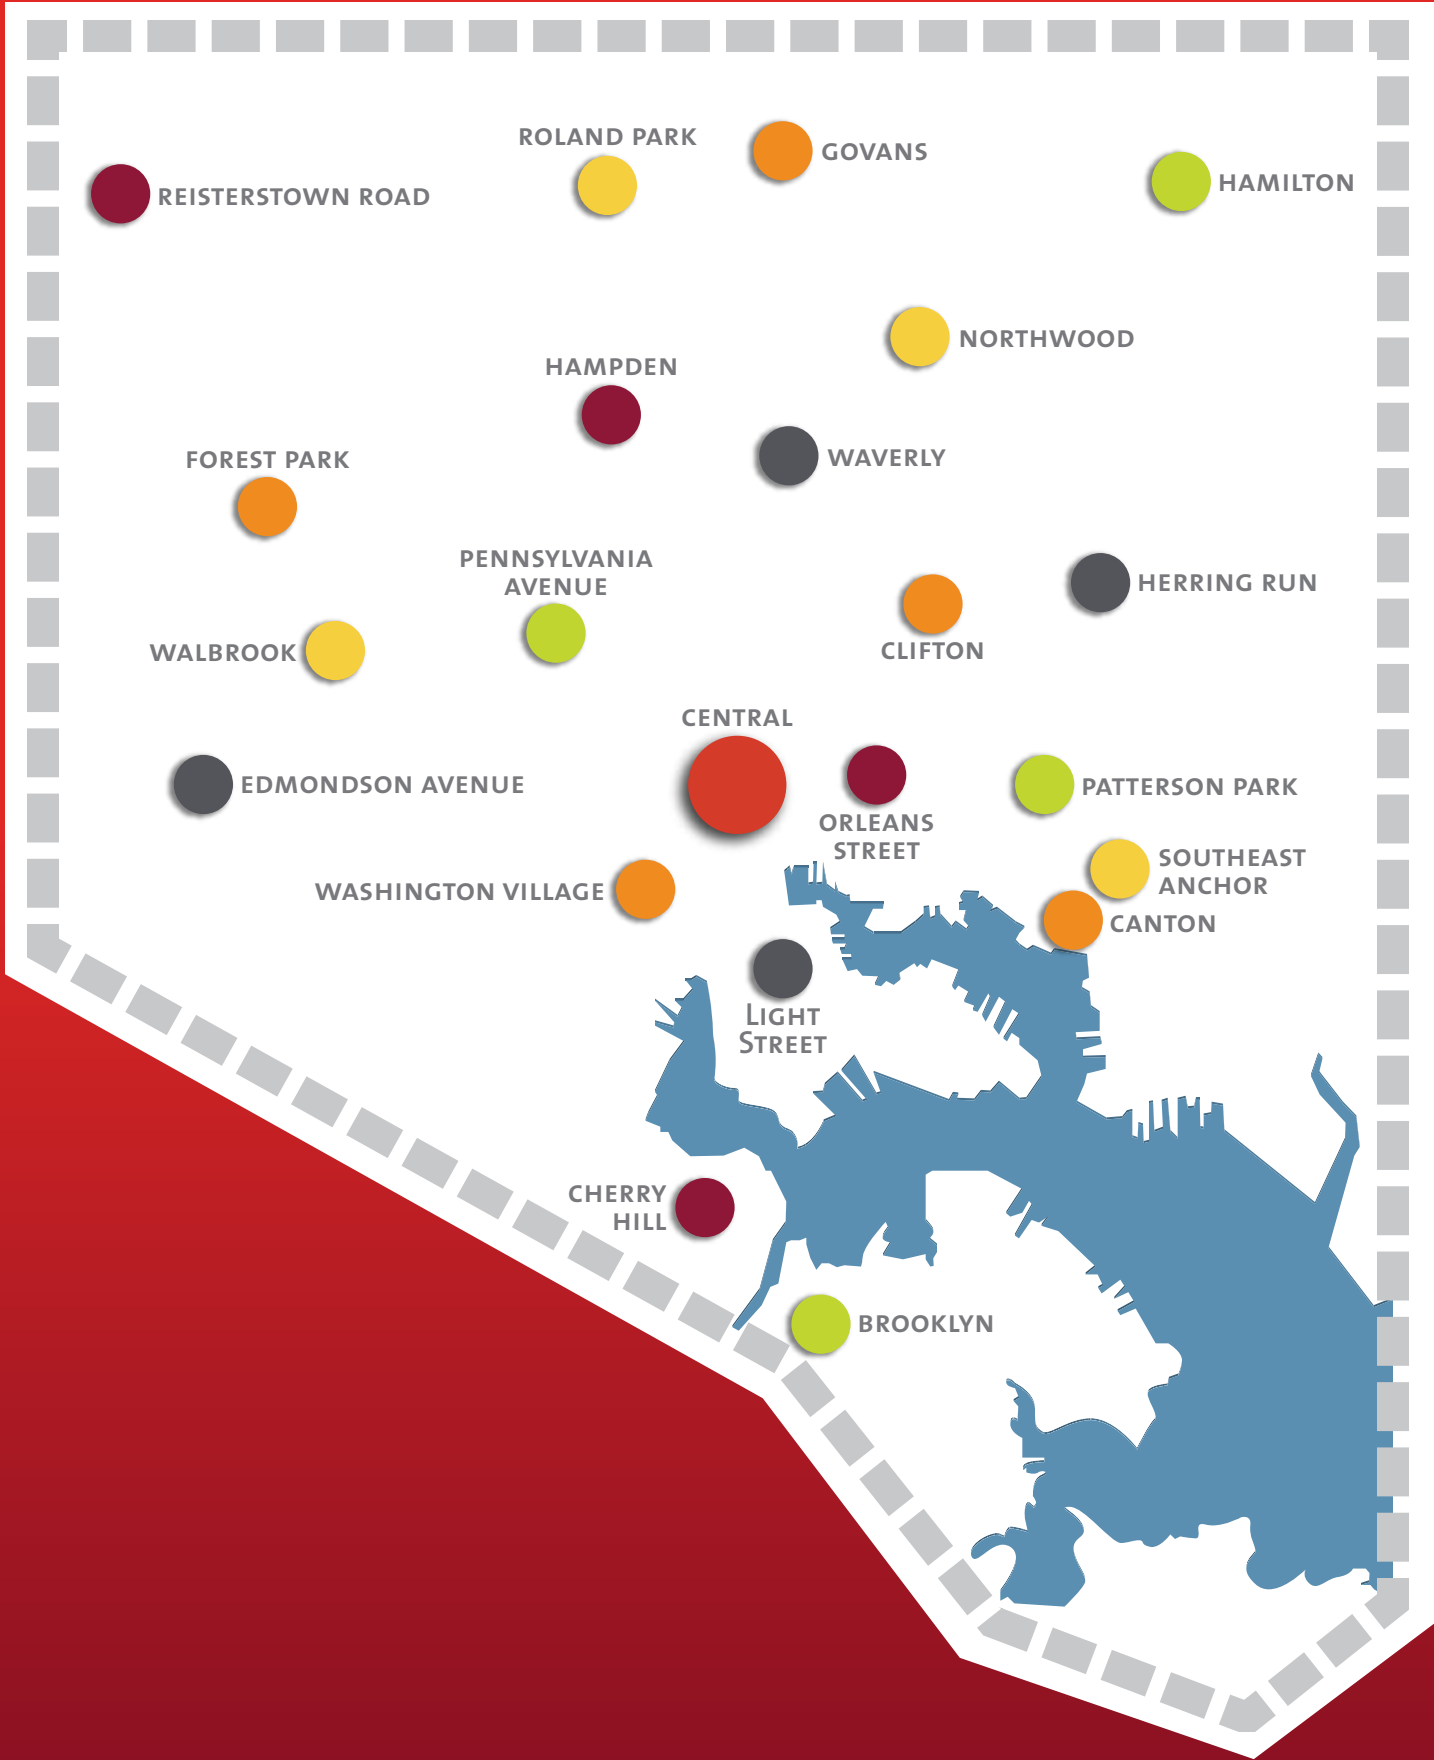 ROLAND PARK
GOVANS
HAMILTON
REISTERSTOWN ROAD
NORTHWOOD
HAMPDEN
WAVERLY
FOREST PARK
PENNSYLVANIA
AVENUE
HERRING RUN
CLIFTON
WALBROOK
CENTRAL
EDMONDSON AVENUE
PATTERSON PARK
ORLEANS
STREET
SOUTHEAST
ANCHOR
WASHINGTON VILLAGE
CANTON
LIGHT
STREET
CHERRY
HILL
BROOKLYN